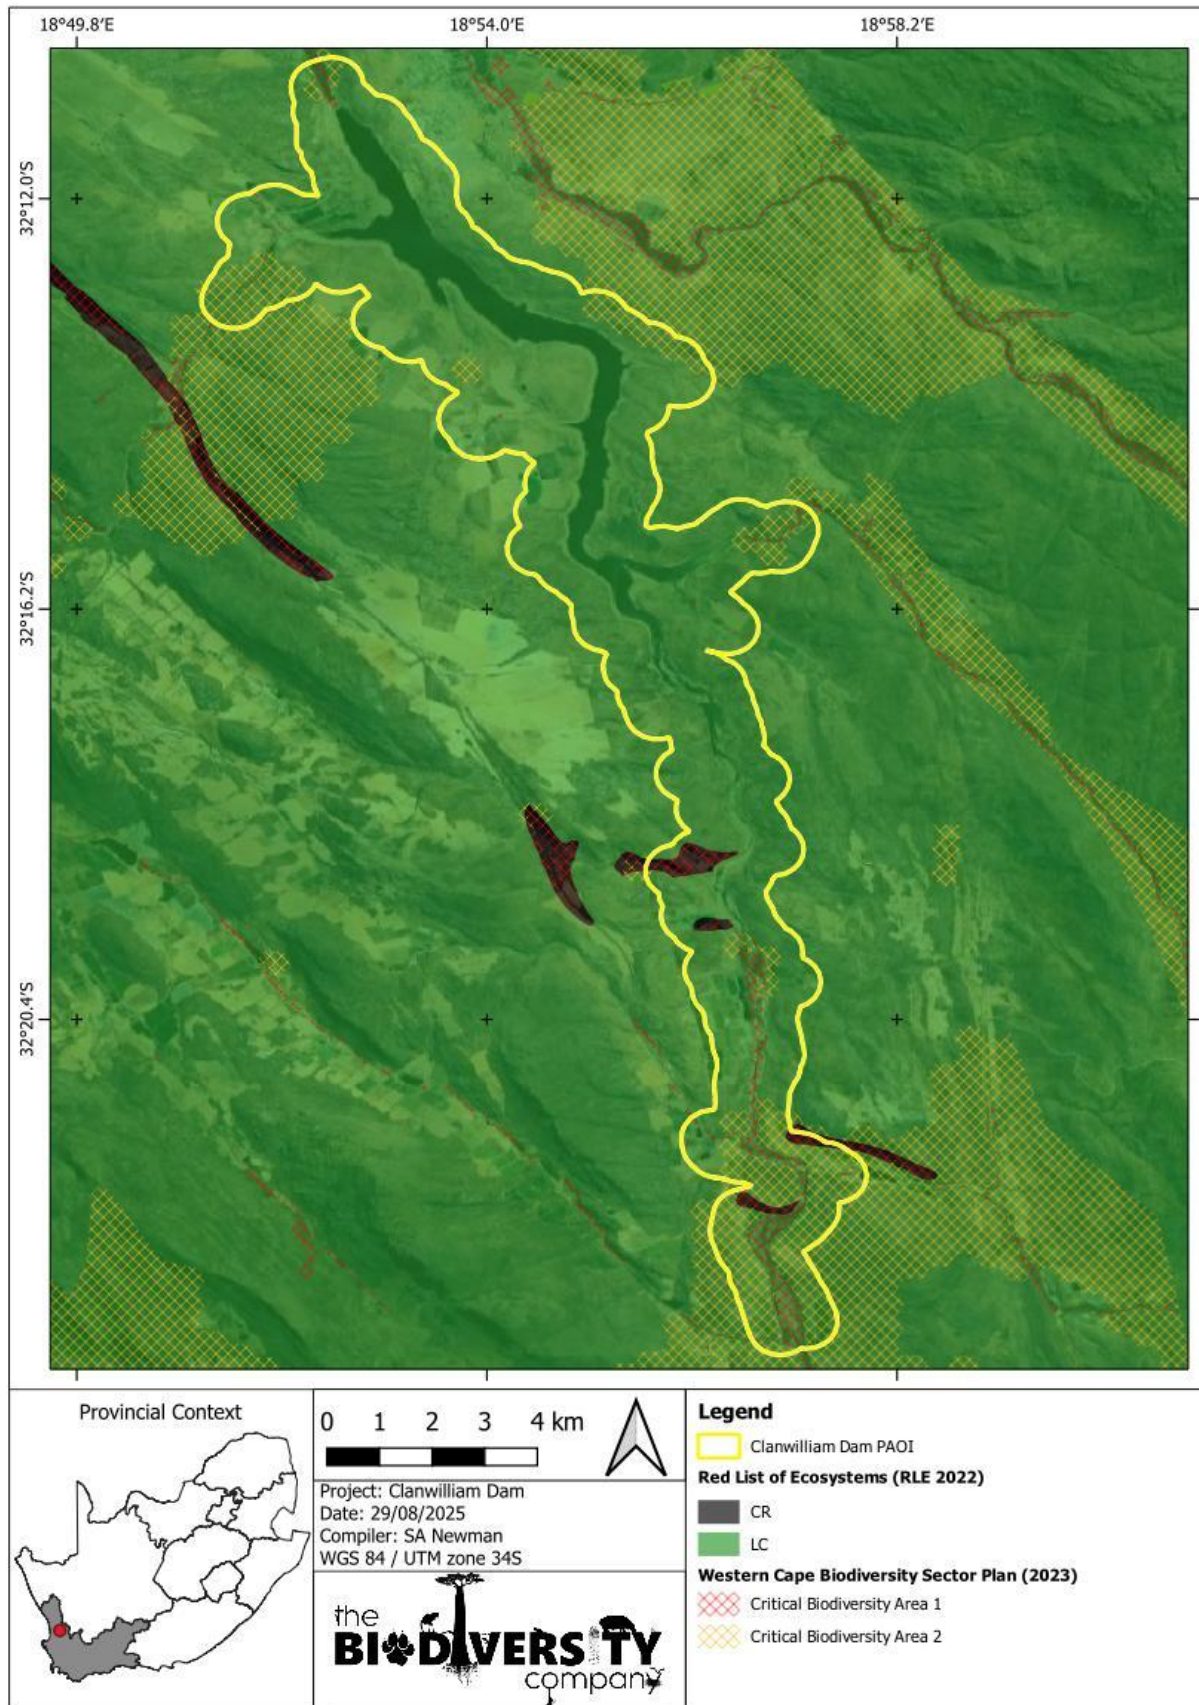 18°49.8'E 18°54.0'E 18°58.2'E
32°12.0'S
32°16.2'S
32°20.4'S
Provincial Context
0 1 2 3 4 km
Project: Clanwilliam Dam
Date: 29/08/2025
Compiler: SA Newman
WGS 84 / UTM zone 34S
the
BIODIVERSITY
company
Legend
Clanwilliam Dam PAOI
Red List of Ecosystems (RLE 2022)
CR
LC
Western Cape Biodiversity Sector Plan (2023)
Critical Biodiversity Area 1
Critical Biodiversity Area 2